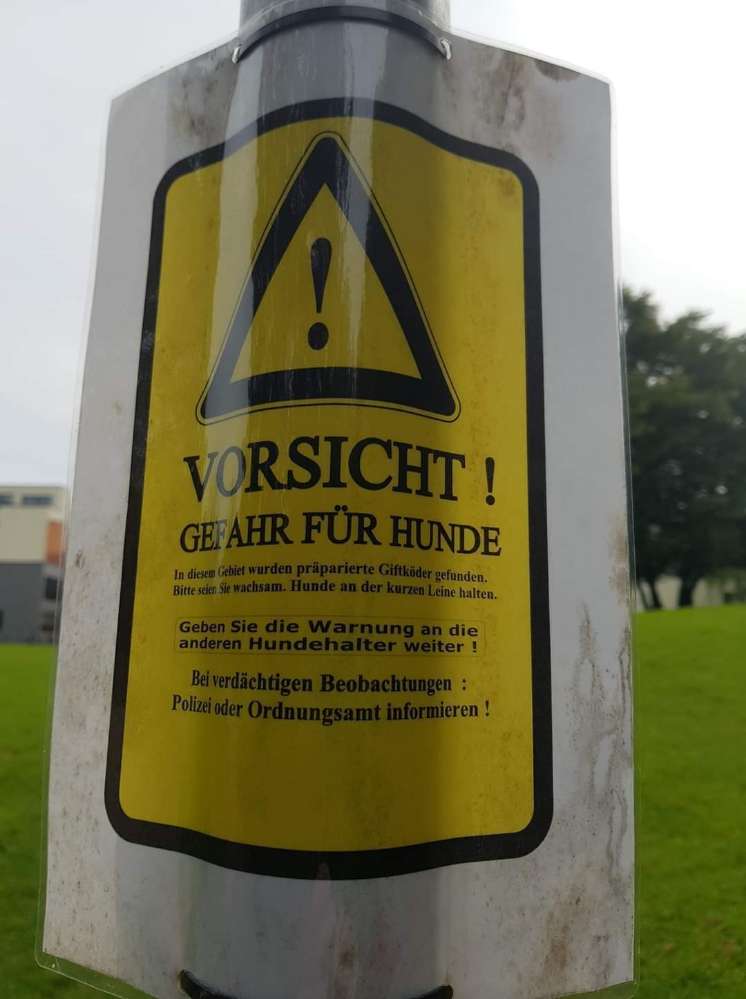 !
VORSICHT !
GEFAHR FÜR HUNDE
In diesem Gebiet wurden präparierte Giftköder gefunden.
Bitte seien Sie wachsam. Hunde an der kurzen Leine halten.
Geben Sie die Warnung an die
anderen Hundehalter weiter !
Bei verdächtigen Beobachtungen :
Polizei oder Ordnungsamt informieren !